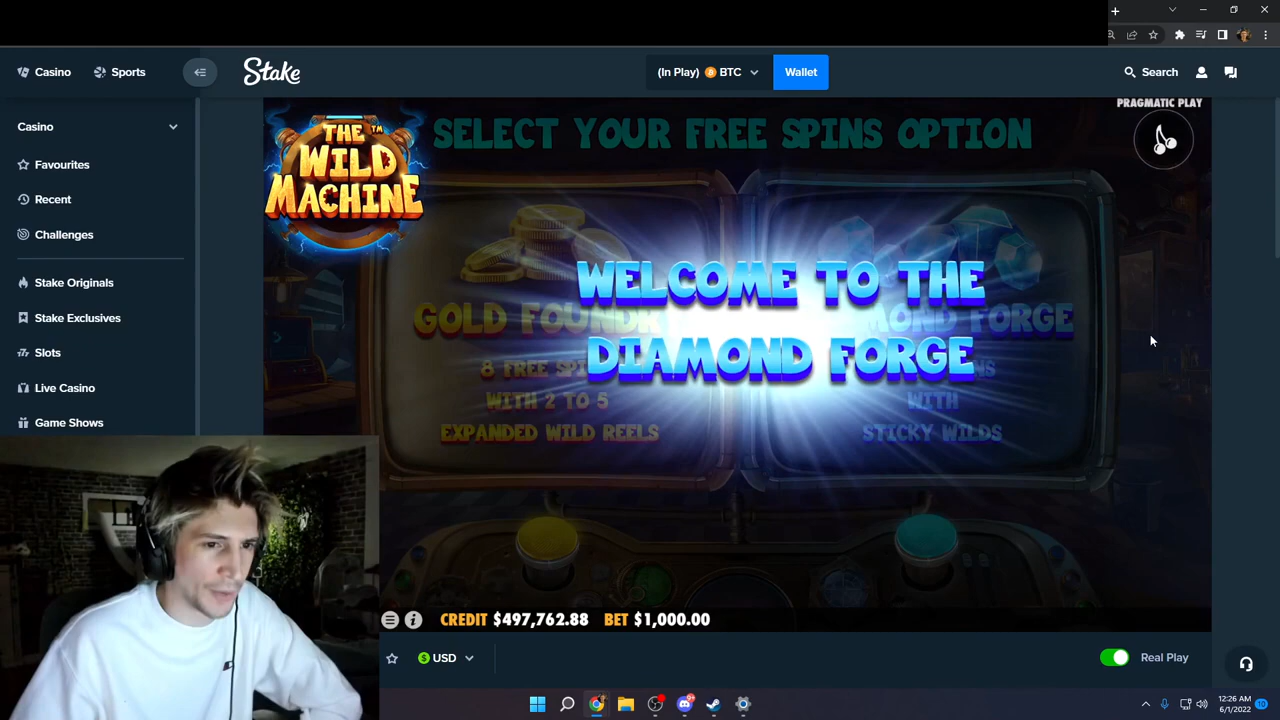 Casino
Sports
Stake
(In Play) BTC
Wallet
Search
Casino
Favourites
Recent
Challenges
Stake Originals
Stake Exclusives
Slots
Live Casino
Game Shows
PRAGMATIC PLAY
THE
WILD
MACHINE™
SELECT YOUR FREE SPINS OPTION
WELCOME TO THE
DIAMOND FORGE
GOLD
8 FREE
WITH 2 TO 5
EXPANDED WILD REELS
FORGE
WITH
STICKY WILDS
CREDIT $497,762.88 BET $1,000.00
USD
Real Play
12:26 AM
6/1/2022